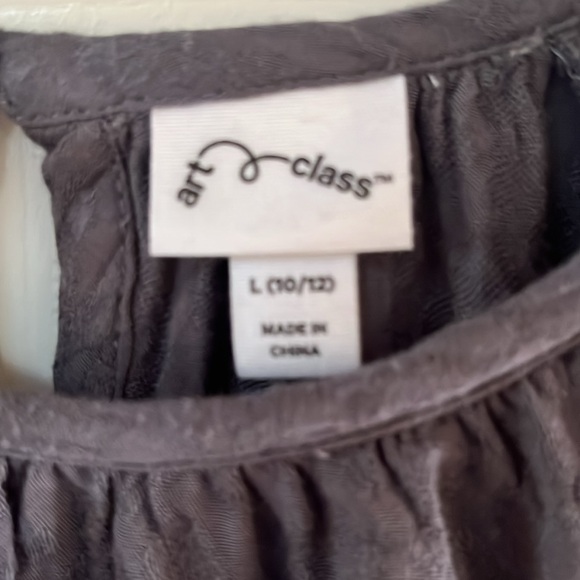 art class™
L (10/12)
MADE IN
CHINA